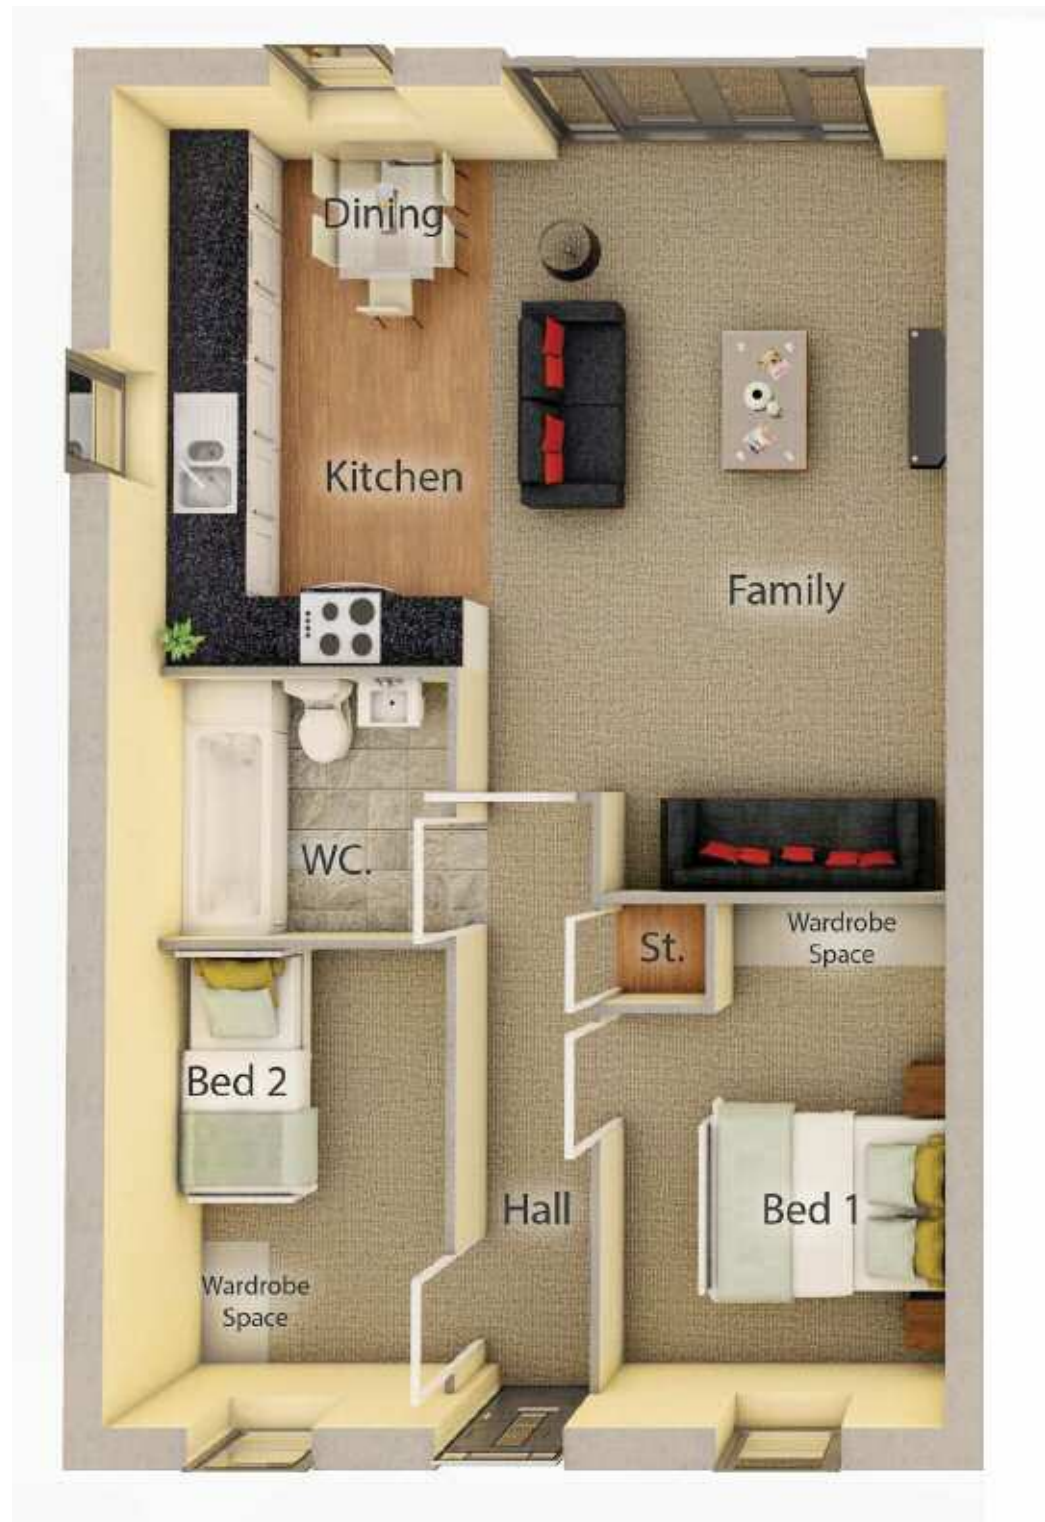 Dining
Kitchen
Family
WC.
St.
Wardrobe
Space
Bed 2
Hall
Bed 1
Wardrobe
Space